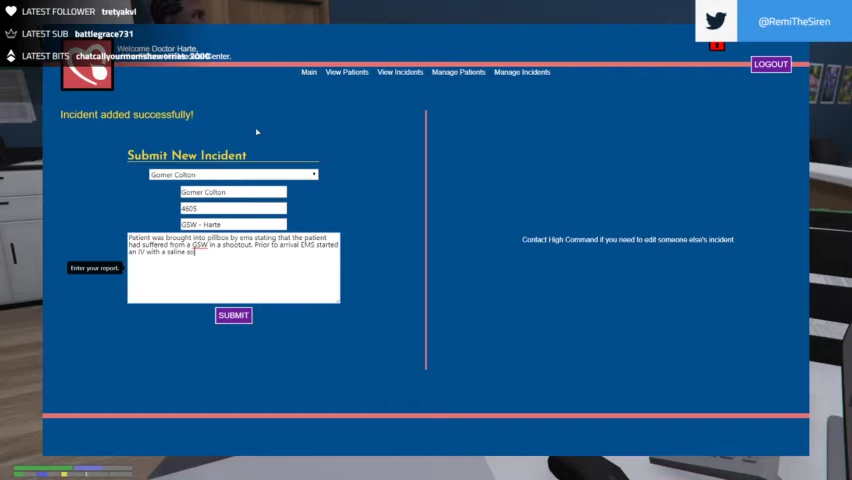 LATEST FOLLOWER tretyakvl
LATEST SUB battlegrace731
LATEST BITS
@RemiTheSiren
Welcome Doctor Harte,
Center.
LOGOUT
Main View Patients View Incidents Manage Patients Manage Incidents
Incident added successfully!
Submit New Incident
Gomer Colton
Gomer Colton
4605
GSW - Harte
Patient was brought into pillbox by ems stating that the patient
had suffered from a GSW in a shootout. Prior to arrival EMS started
an IV with a saline so
Enter your report.
SUBMIT
Contact High Command if you need to edit someone else's incident.